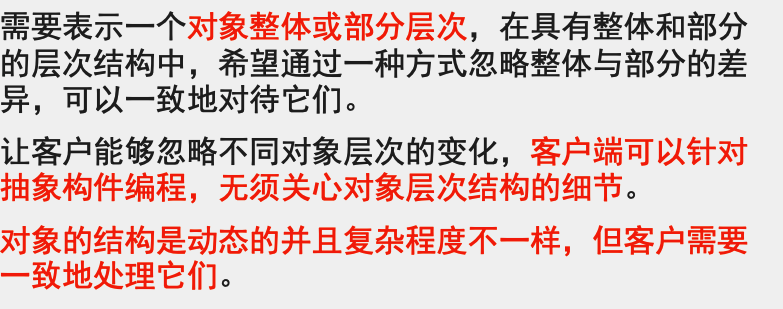 需要表示一个对象整体或部分层次，在具有整体和部分
的层次结构中，希望通过一种方式忽略整体与部分的差
异，可以一致地对待它们。
让客户能够忽略不同对象层次的变化，客户端可以针对
抽象构件编程，无须关心对象层次结构的细节。
对象的结构是动态的并且复杂程度不一样，但客户需要
一致地处理它们。